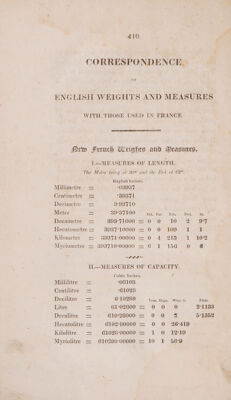 410
CORRESPONDENCE
OF
ENGLISH WEIGHTS AND MEASURES
WITH THOSE USED IN FRANCE
New French Weights and Measures.
I.—MEASURES OF LENGTH.
The Metre being at 32° and the Foot at 62°.
English Inches.
Millimetre = ·03937
Centimetre = ·39371
Decimetre = 3·93710
Metre = 39·37100 Mil. Fur. Yds. Feet. In.
Decametre = 393·71000 = 0 0 10 2 9·7
Hecatometre = 3937·10000 = 0 0 109 1 1
Kilometre = 39371·00000 = 0 4 213 1 10·2
Myriometre = 393710·00000 = 6 1 156 0 6
II.—MEASURES OF CAPACITY.
Cubic Inches.
Millilitre = ·06103
Centilitre = ·61028
Decilitre = 6·10280 Tons. Hogs. Wine G. Pints.
Litre = 61·02800 = 0 0 0 2·1133
Decalitre = 610·28000 = 0 0 2 5·1352
Hecatolitre = 6102·80000 = 0 0 26·419
Kilolitre = 61028·00000 = 1 0 12·19
Myriolitre = 610280·00000 = 10 1 58·9